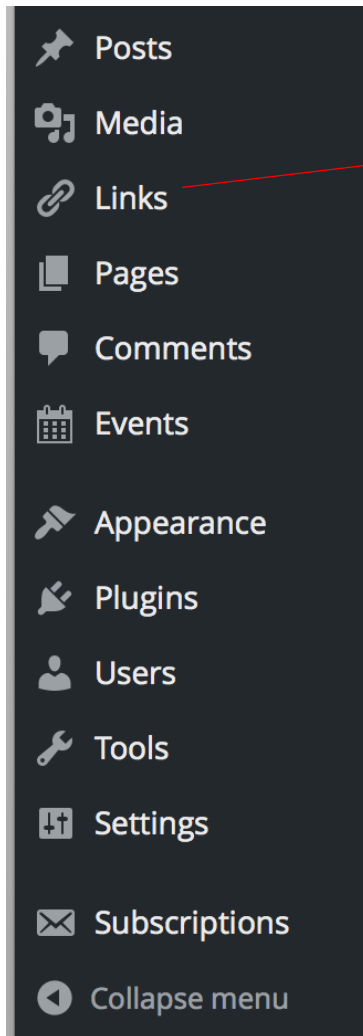 Posts
Media
Links
Pages
Comments
Events
Appearance
Plugins
Users
Tools
Settings
Subscriptions
Collapse menu